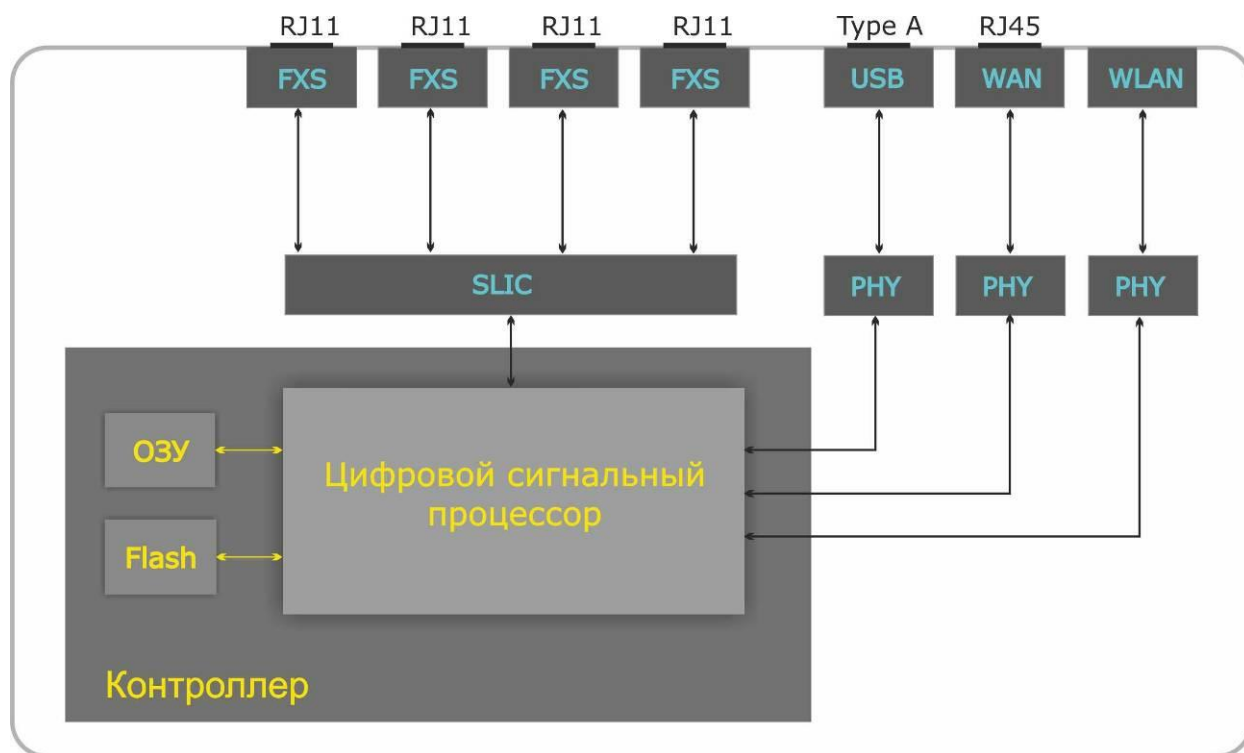 RJ11 RJ11 RJ11 RJ11 Type A RJ45
FXS FXS FXS FXS USB WAN WLAN
SLIC PHY PHY PHY
ОЗУ
Цифровой сигнальный
процессор
Flash
Контроллер